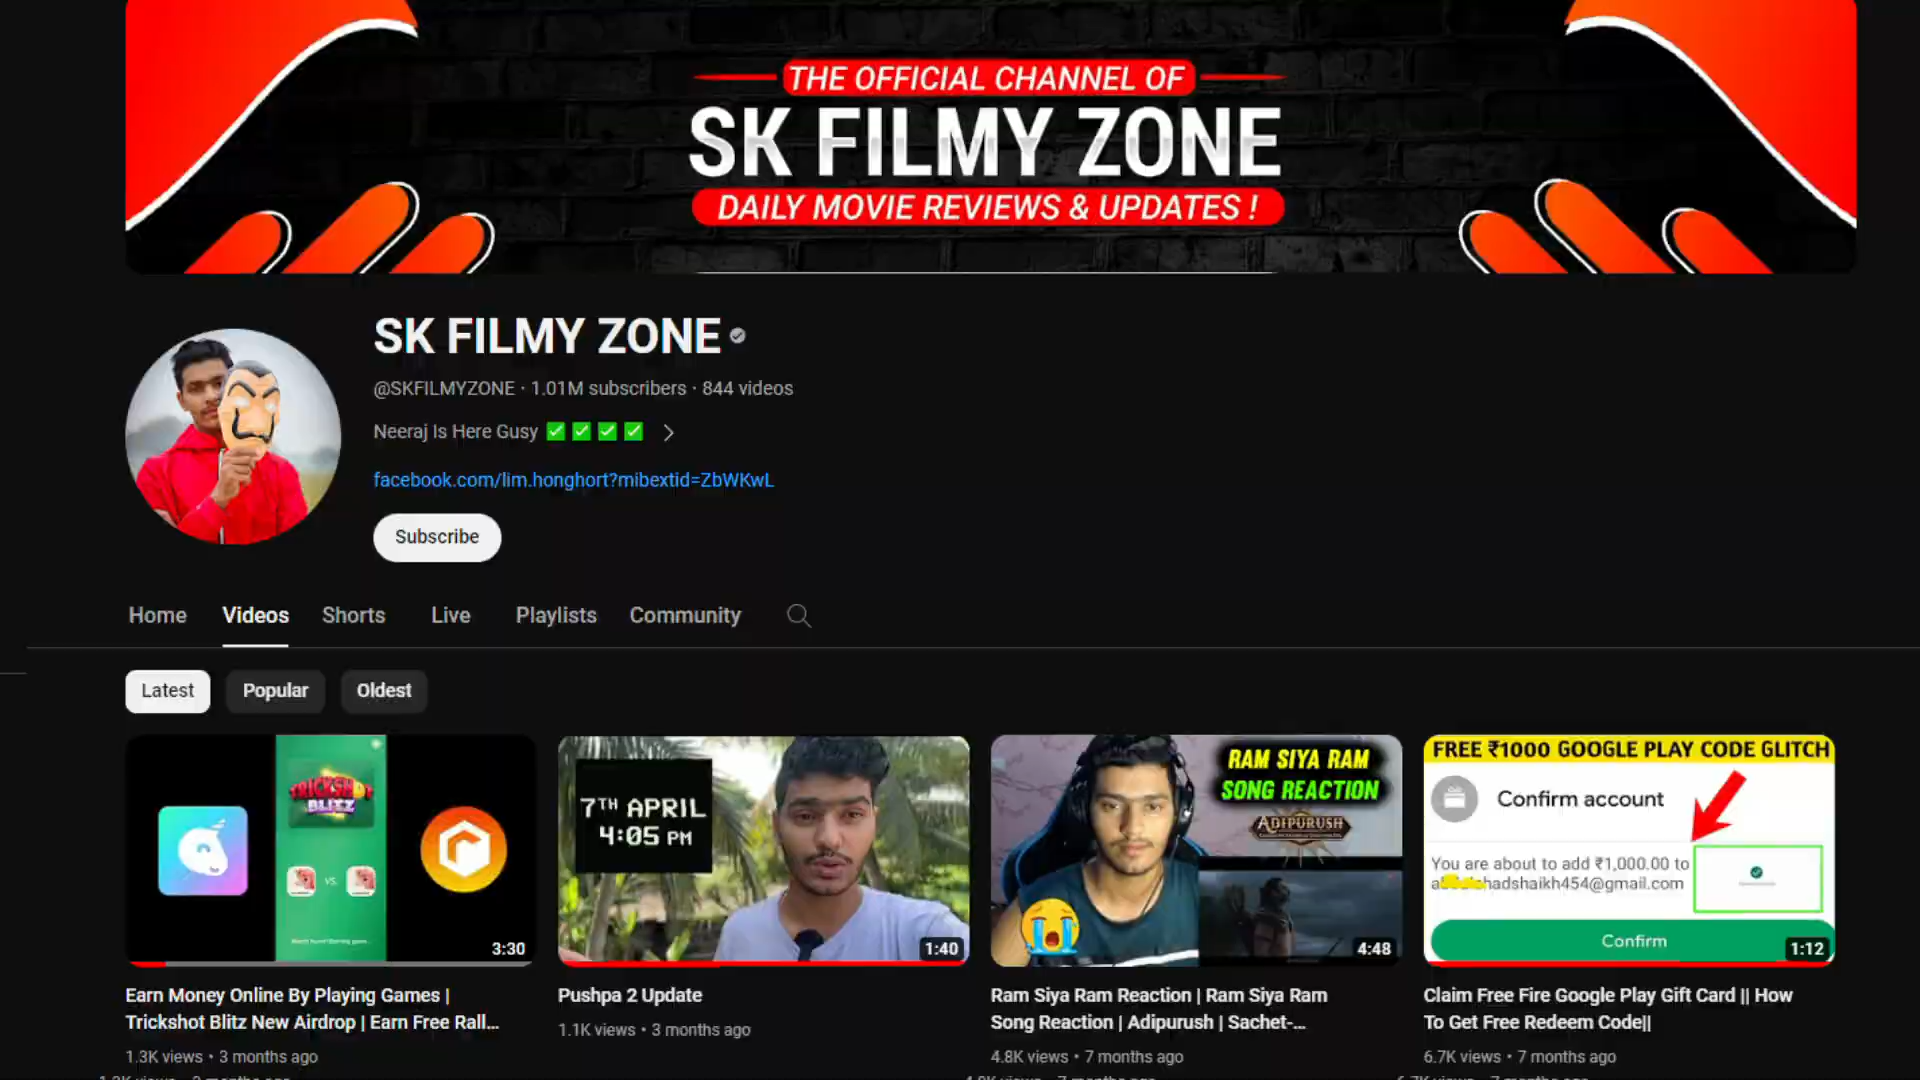 THE OFFICIAL CHANNEL OF
SK FILMY ZONE
DAILY MOVIE REVIEWS & UPDATES !
SK FILMY ZONE
@SKFILMYZONE · 1.01M subscribers · 844 videos
Neeraj Is Here Gusy ✅ ✅ ✅ ✅ >
facebook.com/lim.honghort?mibextid=ZbWKwL
Subscribe
Home Videos Shorts Live Playlists Community
Latest Popular Oldest
TRICKSHOT
BLITZ
VS.
3:30
7TH APRIL
4:05 PM
1:40
RAM SIYA RAM
SONG REACTION
ADIPURUSH
4:48
FREE ₹1000 GOOGLE PLAY CODE GLITCH
Confirm account
You are about to add ₹1,000.00 to
hadshaikh454@gmail.com
Confirm
1:12
Earn Money Online By Playing Games |
Trickshot Blitz New Airdrop | Earn Free Rall...
1.3K views • 3 months ago
Pushpa 2 Update
1.1K views • 3 months ago
Ram Siya Ram Reaction | Ram Siya Ram
Song Reaction | Adipurush | Sachet-...
4.8K views • 7 months ago
Claim Free Fire Google Play Gift Card || How
To Get Free Redeem Code||
6.7K views • 7 months ago